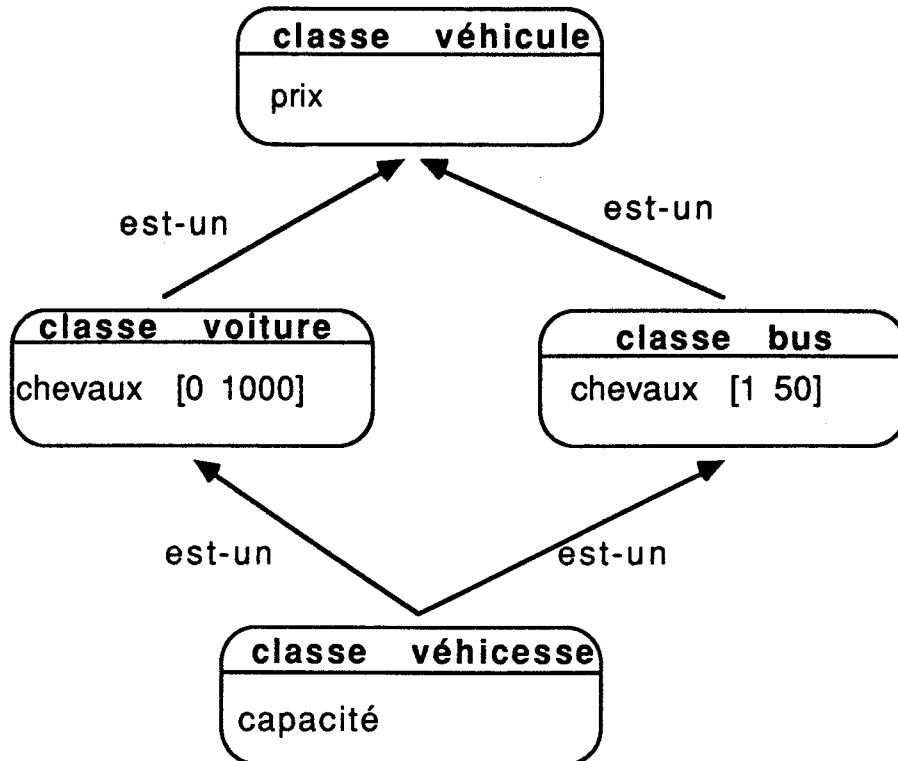 classe véhicule
prix
est-un
est-un
classe voiture
chevaux [0 1000]
classe bus
chevaux [1 50]
est-un
est-un
classe véhicesse
capacité